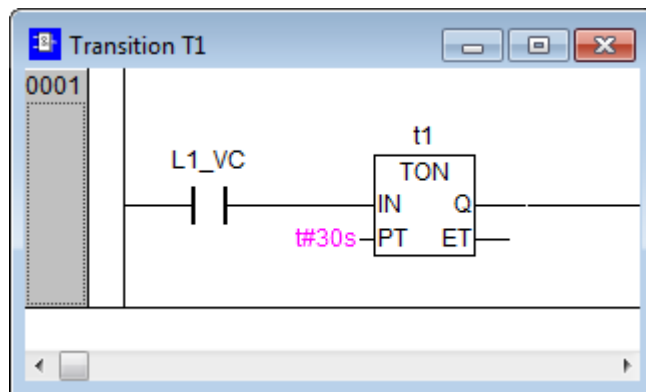 Transition T1
0001
L1_VC
t1
TON
IN Q
t#30s PT ET